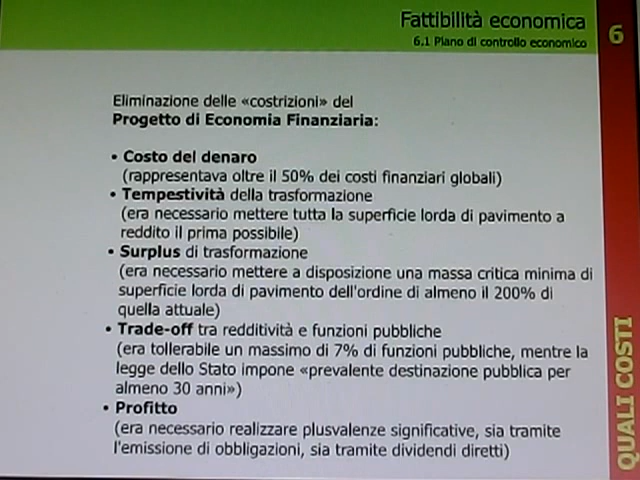 Fattibilità economica
6.1 Piano di controllo economico
6
Eliminazione delle «costrizioni» del
Progetto di Economia Finanziaria:
• Costo del denaro
(rappresentava oltre il 50% dei costi finanziari globali)
• Tempestività della trasformazione
(era necessario mettere tutta la superficie lorda di pavimento a
reddito il prima possibile)
• Surplus di trasformazione
(era necessario mettere a disposizione una massa critica minima di
superficie lorda di pavimento dell'ordine di almeno il 200% di
quella attuale)
• Trade-off tra redditività e funzioni pubbliche
(era tollerabile un massimo di 7% di funzioni pubbliche, mentre la
legge dello Stato impone «prevalente destinazione pubblica per
almeno 30 anni»)
• Profitto
(era necessario realizzare plusvalenze significative, sia tramite
l'emissione di obbligazioni, sia tramite dividendi diretti)
QUALI COSTI